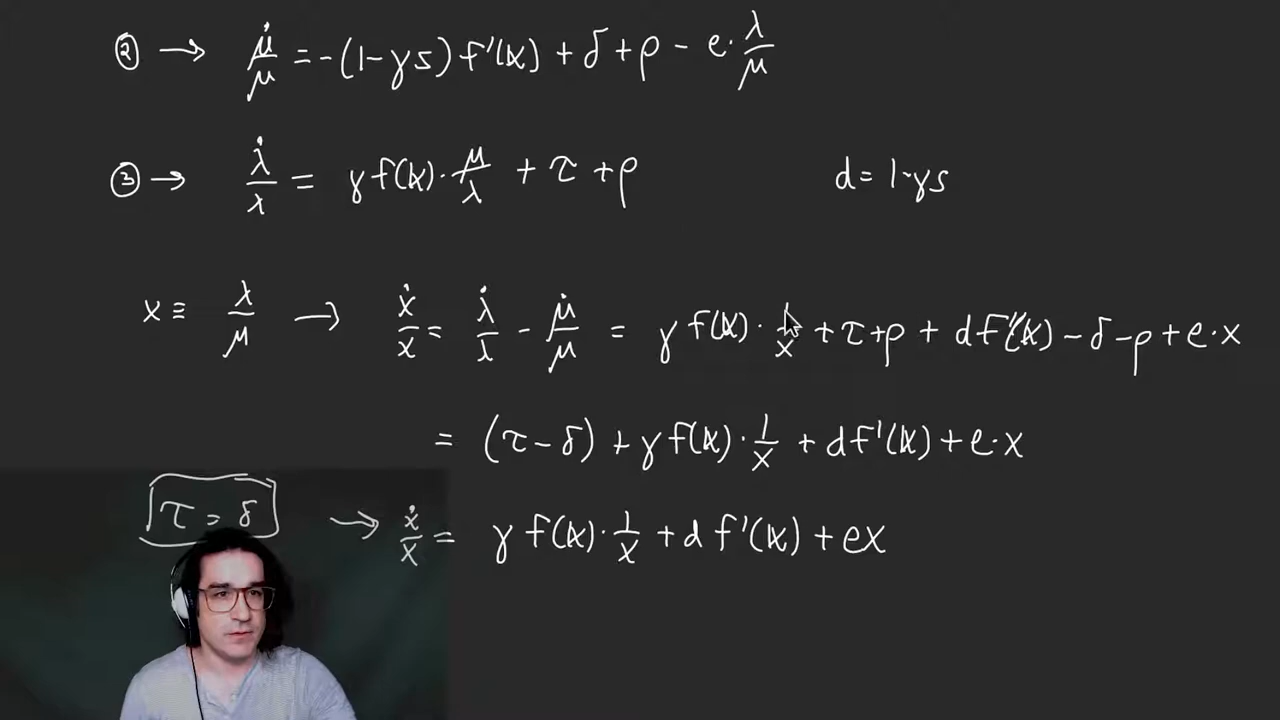 ② → μ̇/μ = -(1-γs) f'(k) + δ + ρ - e · λ/μ
③ → λ̇/λ = γ f(k) · μ/λ + τ + ρ d = 1-γs
x ≡ λ/μ → ẋ/x = λ̇/λ - μ̇/μ = γ f(k) · 1/x + τ + ρ + d f'(k) - δ - ρ + e · x
= (τ - δ) + γ f(k) · 1/x + d f'(k) + e · x
τ = δ → ẋ/x = γ f(k) · 1/x + d f'(k) + ex